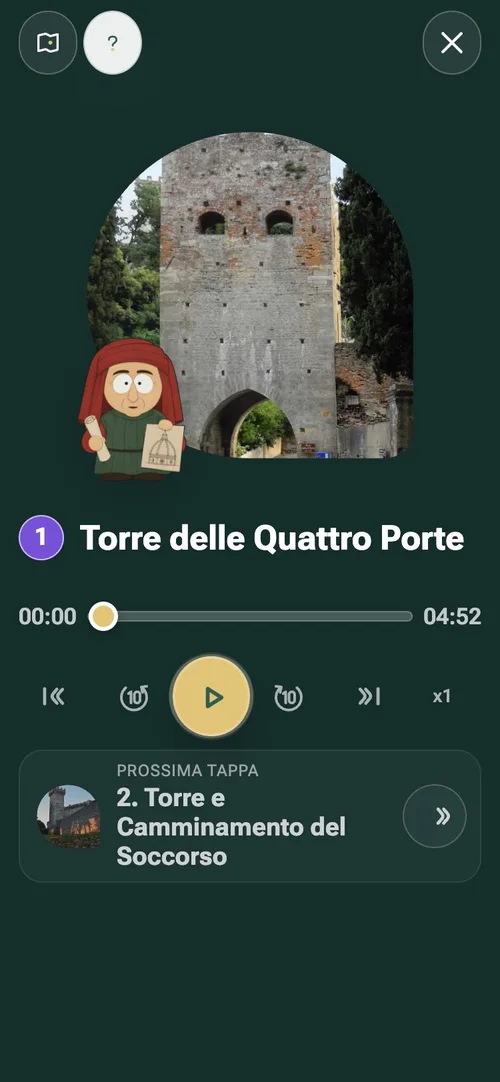 ?
1 Torre delle Quattro Porte
00:00 04:52
10 10 x1
PROSSIMA TAPPA
2. Torre e
Camminamento del
Soccorso